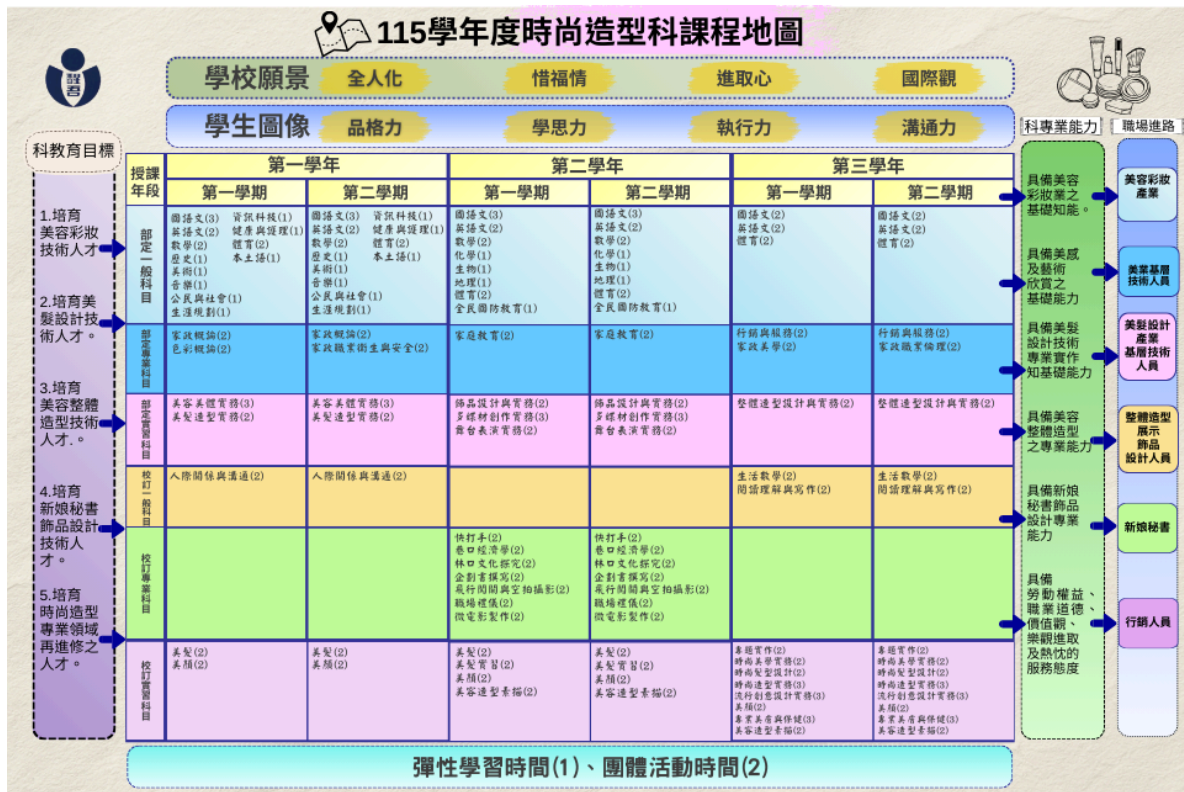 115學年度時尚造型科課程地圖
學校願景 全人化 惜福情 進取心 國際觀
學生圖像 品格力 學思力 執行力 溝通力
科教育目標
1.培育
美容彩妝
技術人才
2.培育美
髮設計技
術人才。
3.培育
美容整體
造型技術
人才.。
4.培育
新娘秘書
飾品設計
技術人
才。
5.培育
時尚造型
專業領域
再進修之
人才。
授課
年段
第一學年 第二學年 第三學年
第一學期 第二學期 第一學期 第二學期 第一學期 第二學期
部定一般科目
國語文(3) 資訊科技(1)
英語文(2) 健康與護理(1)
數學(2) 體育(2)
歷史(1) 本土語(1)
美術(1)
音樂(1)
公民與社會(1)
生涯規劃(1)
國語文(3) 資訊科技(1)
英語文(2) 健康與護理(1)
數學(2) 體育(2)
歷史(1) 本土語(1)
美術(1)
音樂(1)
公民與社會(1)
生涯規劃(1)
國語文(3)
英語文(2)
數學(2)
化學(1)
生物(1)
地理(1)
體育(2)
全民國防教育(1)
國語文(3)
英語文(2)
數學(2)
化學(1)
生物(1)
地理(1)
體育(2)
全民國防教育(1)
國語文(2)
英語文(2)
體育(2)
國語文(2)
英語文(2)
體育(2)
部定專業科目
家政概論(2)
色彩概論(2)
家政概論(2)
家政職業衛生與安全(2)
家庭教育(2)
家庭教育(2)
行銷與服務(2)
家政美學(2)
行銷與服務(2)
家政職業倫理(2)
部定實習科目
美容美體實務(3)
美髮造型實務(2)
美容美體實務(3)
美髮造型實務(2)
飾品設計與實務(2)
多媒材創作實務(3)
舞台表演實務(2)
飾品設計與實務(2)
多媒材創作實務(3)
舞台表演實務(2)
整體造型設計與實務(2)
整體造型設計與實務(2)
校訂一般科目
人際關係與溝通(2)
人際關係與溝通(2)
生活數學(2)
閱讀理解與寫作(2)
生活數學(2)
閱讀理解與寫作(2)
校訂專業科目
快打手(2)
巷口經濟學(2)
林口文化探究(2)
企劃書撰寫(2)
飛行閱閱與空拍攝影(2)
職場禮儀(2)
微電影製作(2)
快打手(2)
巷口經濟學(2)
林口文化探究(2)
企劃書撰寫(2)
飛行閱閱與空拍攝影(2)
職場禮儀(2)
微電影製作(2)
校訂實習科目
美髮(2)
美顏(2)
美髮(2)
美顏(2)
美髮(2)
美髮實習(2)
美顏(2)
美容造型素描(2)
美髮(2)
美髮實習(2)
美顏(2)
美容造型素描(2)
專題實作(2)
時尚美學實務(2)
時尚髮型設計(2)
時尚造型實務(3)
流行創意設計實務(3)
美顏(2)
專業美膚與保健(3)
美容造型素描(2)
專題實作(2)
時尚美學實務(2)
時尚髮型設計(2)
時尚造型實務(3)
流行創意設計實務(3)
美顏(2)
專業美膚與保健(3)
美容造型素描(2)
彈性學習時間(1)、團體活動時間(2)
科專業能力
具備美容
彩妝業之
基礎知能。
具備美感
及藝術
欣賞之
基礎能力
具備美髮
設計技術
專業實作
知基礎能力
具備美容
整體造型
之專業能力
具備新娘
秘書飾品
設計專業
能力
具備
勞動權益、
職業道德、
價值觀、
樂觀進取
及熱忱的
服務態度
職場進路
美容彩妝
產業
美業基層
技術人員
美髮設計
產業
基層技術
人員
整體造型
展示
飾品
設計人員
新娘秘書
行銷人員